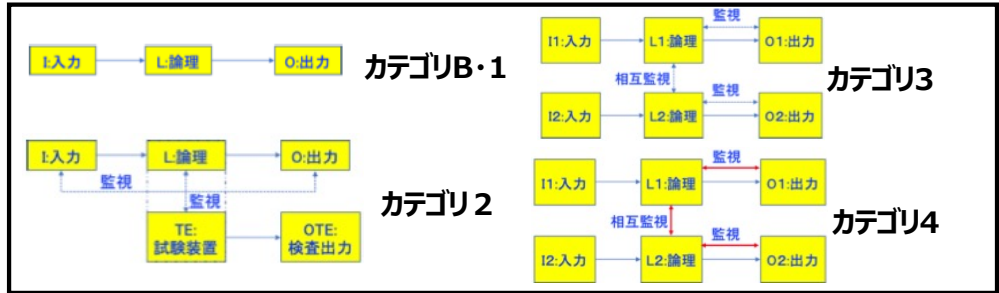 I:入力
L:論理
O:出力
カテゴリB・1
I:入力
L:論理
O:出力
監視
監視
TE:
試験装置
OTE:
検査出力
カテゴリ2
監視
I1:入力
L1:論理
O1:出力
相互監視
監視
I2:入力
L2:論理
O2:出力
カテゴリ3
監視
I1:入力
L1:論理
O1:出力
相互監視
監視
I2:入力
L2:論理
O2:出力
カテゴリ4